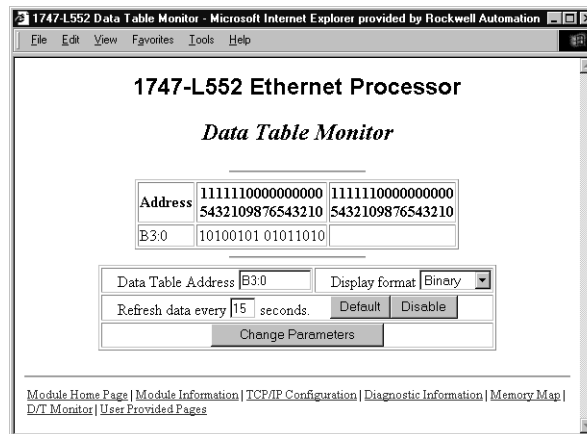 1747-L552 Data Table Monitor - Microsoft Internet Explorer provided by Rockwell Automation
File Edit View Favorites Tools Help
1747-L552 Ethernet Processor
Data Table Monitor
Address 1111110000000000 1111110000000000
5432109876543210 5432109876543210
B3:0 10100101 01011010
Data Table Address B3:0 Display format Binary
Refresh data every 15 seconds. Default Disable
Change Parameters
Module Home Page | Module Information | TCP/IP Configuration | Diagnostic Information | Memory Map |
D/T Monitor | User Provided Pages